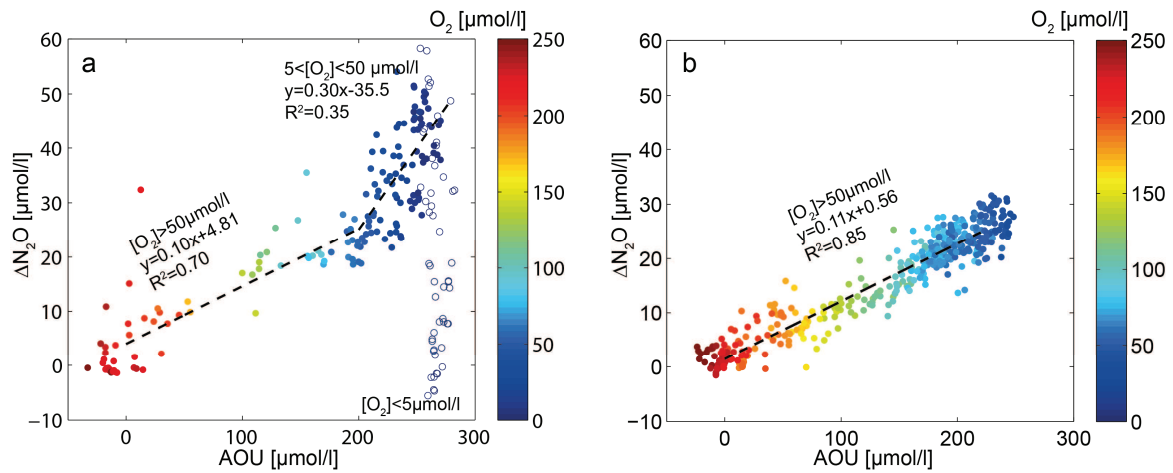 O₂ [µmol/l]
a
60
50
40
30
20
10
0
−10
ΔN₂O [µmol/l]
5<[O₂]<50 µmol/l
y=0.30x-35.5
R²=0.35
[O₂]>50µmol/l
y=0.10x+4.81
R²=0.70
[O₂]<5µmol/l
0
100
200
300
AOU [µmol/l]
250
200
150
100
50
0
O₂ [µmol/l]
b
60
50
40
30
20
10
0
−10
ΔN₂O [µmol/l]
[O₂]>50µmol/l
y=0.11x+0.56
R²=0.85
0
100
200
300
AOU [µmol/l]
250
200
150
100
50
0